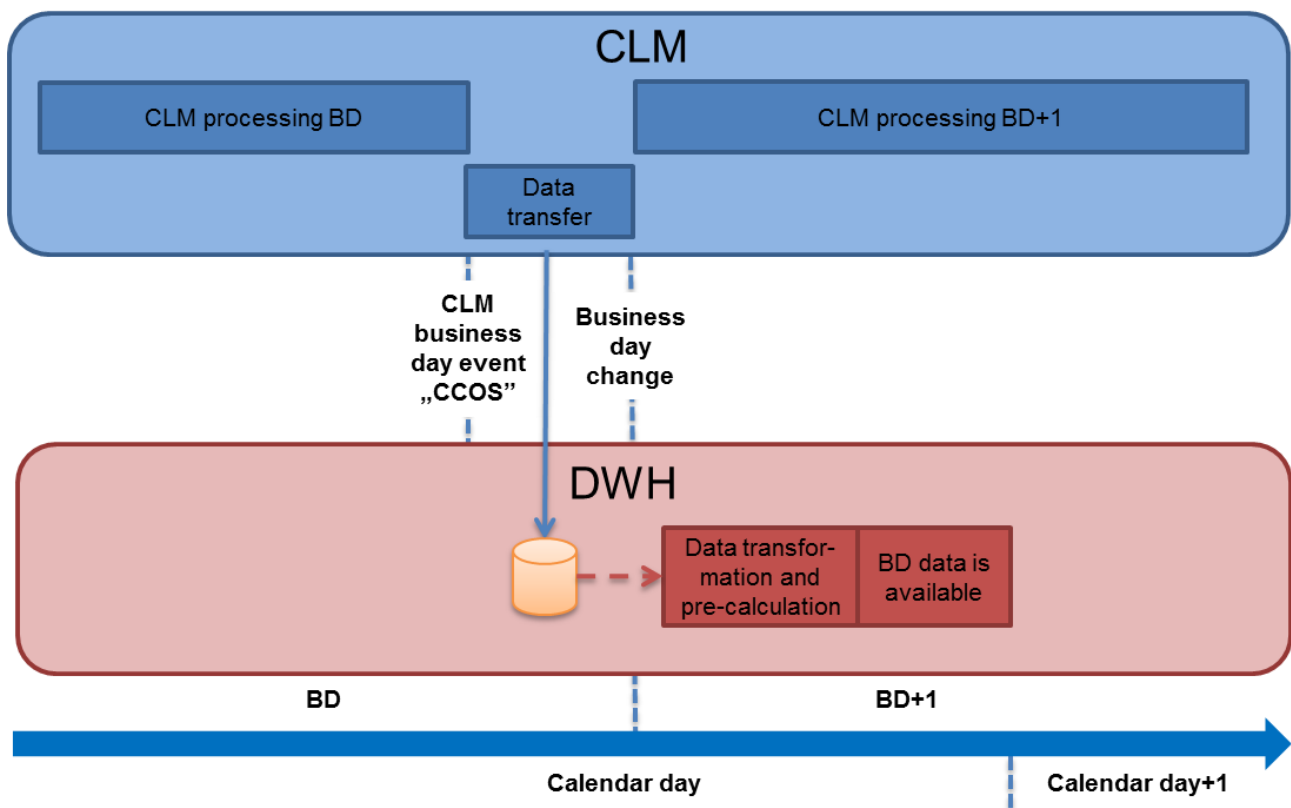 CLM
CLM processing BD
CLM processing BD+1
Data
transfer
CLM
business
day event
„CCOS”
Business
day
change
DWH
Data transfor-
mation and
pre-calculation
BD data is
available
BD
BD+1
Calendar day
Calendar day+1